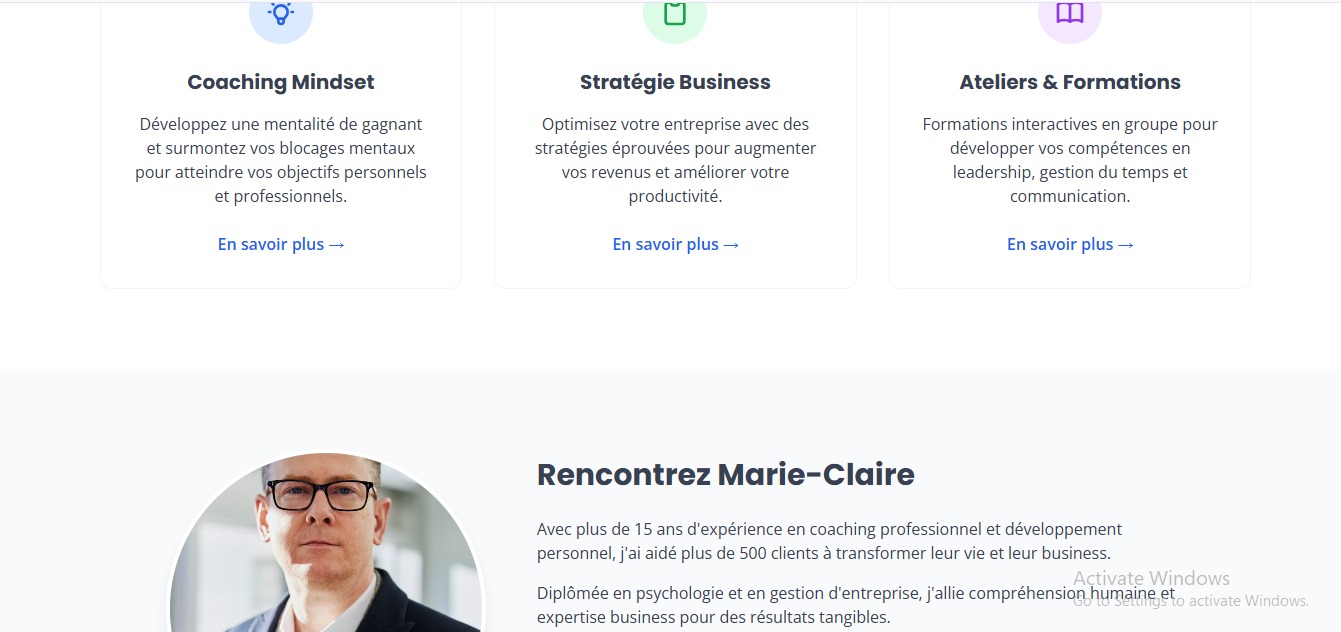 Coaching Mindset
Développez une mentalité de gagnant
et surmontez vos blocages mentaux
pour atteindre vos objectifs personnels
et professionnels.
En savoir plus →
Stratégie Business
Optimisez votre entreprise avec des
stratégies éprouvées pour augmenter
vos revenus et améliorer votre
productivité.
En savoir plus →
Ateliers & Formations
Formations interactives en groupe pour
développer vos compétences en
leadership, gestion du temps et
communication.
En savoir plus →
Rencontrez Marie-Claire
Avec plus de 15 ans d'expérience en coaching professionnel et développement
personnel, j'ai aidé plus de 500 clients à transformer leur vie et leur business.
Diplômée en psychologie et en gestion d'entreprise, j'allie compréhension humaine et
expertise business pour des résultats tangibles.
Activate Windows
Go to Settings to activate Windows.